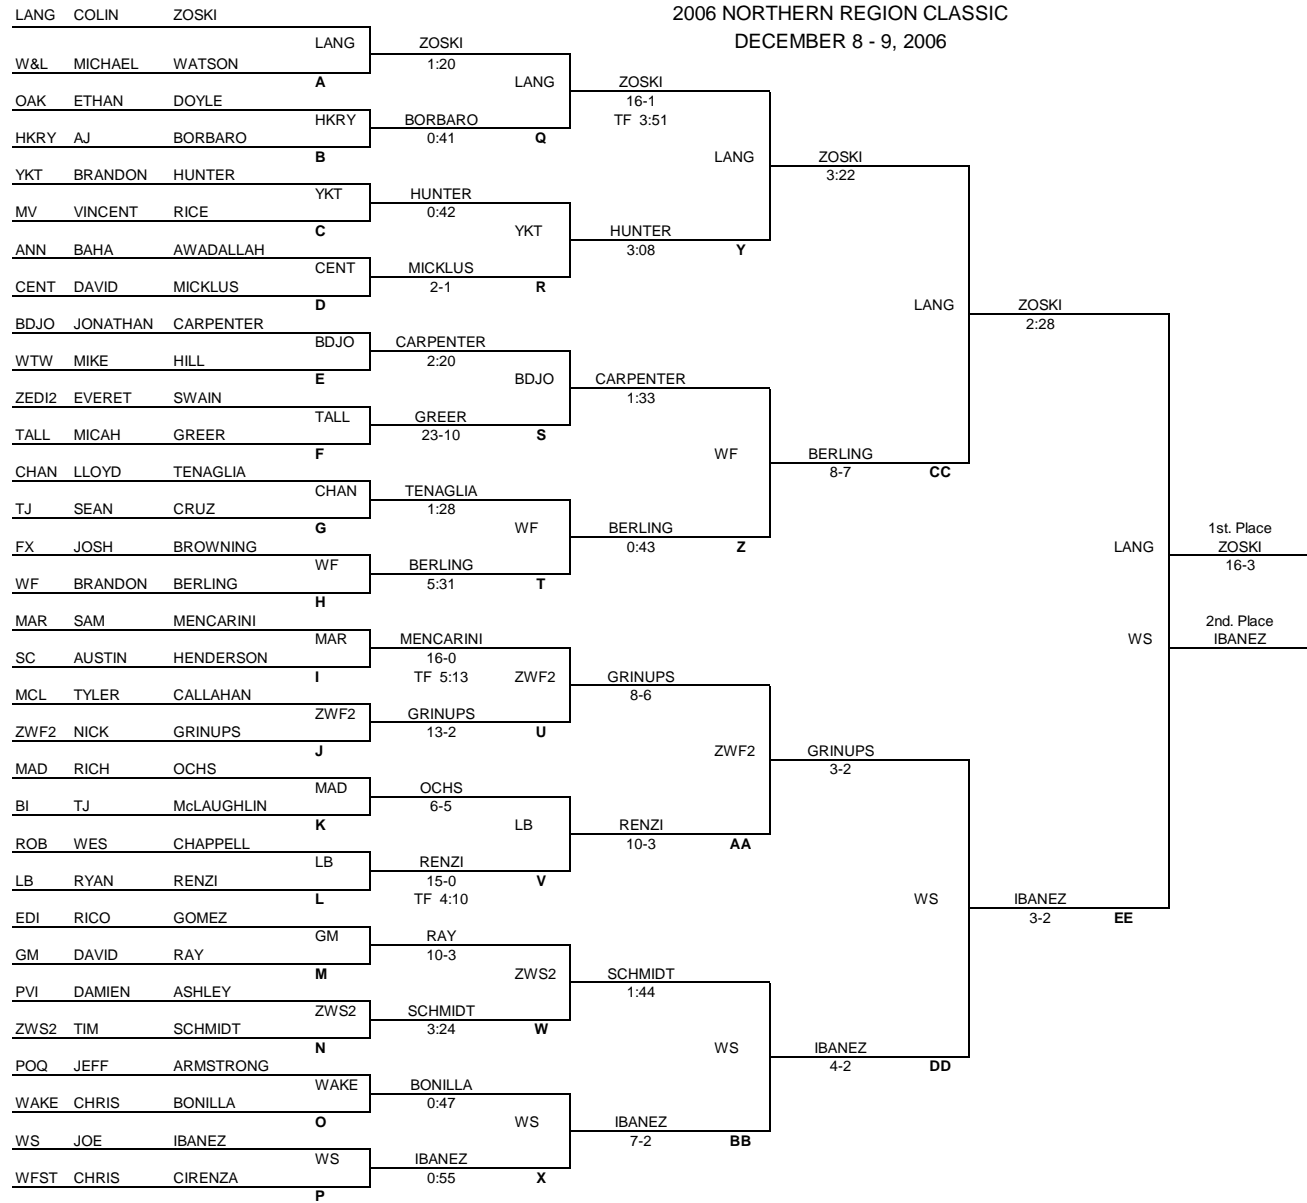 2006 NORTHERN REGION CLASSIC
DECEMBER 8 - 9, 2006
LANG COLIN ZOSKI
W&L MICHAEL WATSON
OAK ETHAN DOYLE
HKRY AJ BORBARO
YKT BRANDON HUNTER
MV VINCENT RICE
ANN BAHA AWADALLAH
CENT DAVID MICKLUS
BDJO JONATHAN CARPENTER
WTW MIKE HILL
ZEDI2 EVERET SWAIN
TALL MICAH GREER
CHAN LLOYD TENAGLIA
TJ SEAN CRUZ
FX JOSH BROWNING
WF BRANDON BERLING
MAR SAM MENCARINI
SC AUSTIN HENDERSON
MCL TYLER CALLAHAN
ZWF2 NICK GRINUPS
MAD RICH OCHS
BI TJ McLAUGHLIN
ROB WES CHAPPELL
LB RYAN RENZI
EDI RICO GOMEZ
GM DAVID RAY
PVI DAMIEN ASHLEY
ZWS2 TIM SCHMIDT
POQ JEFF ARMSTRONG
WAKE CHRIS BONILLA
WS JOE IBANEZ
WFST CHRIS CIRENZA
LANG ZOSKI
1:20
A
HKRY BORBARO
0:41
B
YKT HUNTER
0:42
C
CENT MICKLUS
2-1
D
BDJO CARPENTER
2:20
E
TALL GREER
23-10
F
CHAN TENAGLIA
1:28
G
WF BERLING
5:31
H
MAR MENCARINI
16-0
TF 5:13
I
ZWF2 GRINUPS
13-2
J
MAD OCHS
6-5
K
LB RENZI
15-0
TF 4:10
L
GM RAY
10-3
M
ZWS2 SCHMIDT
3:24
N
WAKE BONILLA
0:47
O
WS IBANEZ
0:55
P
LANG ZOSKI
16-1
TF 3:51
Q
YKT HUNTER
3:08
R
BDJO CARPENTER
1:33
S
WF BERLING
0:43
T
ZWF2 GRINUPS
8-6
U
LB RENZI
10-3
V
ZWS2 SCHMIDT
1:44
W
WS IBANEZ
7-2
X
LANG ZOSKI
3:22
Y
WF BERLING
8-7
Z
ZWF2 GRINUPS
3-2
AA
WS IBANEZ
4-2
BB
LANG ZOSKI
2:28
CC
WS IBANEZ
3-2
DD
1st. Place
LANG ZOSKI
16-3
2nd. Place
WS IBANEZ
EE